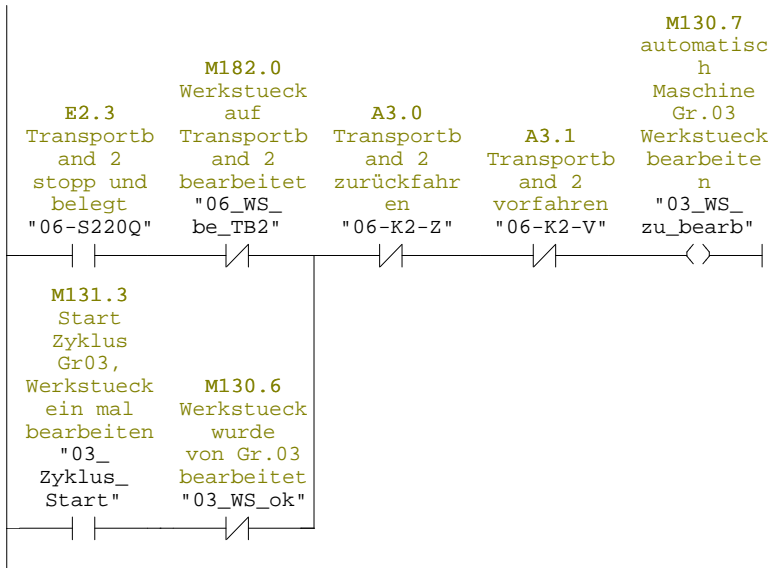 M130.7
automatisc
h
Maschine
Gr.03
Werkstueck
bearbeite
n
"03_WS_
zu_bearb"
M182.0
Werkstueck
auf
Transportb
and 2
bearbeitet
"06_WS_
be_TB2"
E2.3
Transportb
and 2
stopp und
belegt
"06-S220Q"
A3.0
Transportb
and 2
zurückfahr
en
"06-K2-Z"
A3.1
Transportb
and 2
vorfahren
"06-K2-V"
M131.3
Start
Zyklus
Gr03,
Werkstueck
ein mal
bearbeiten
"03_
Zyklus_
Start"
M130.6
Werkstueck
wurde
von Gr.03
bearbeitet
"03_WS_ok"